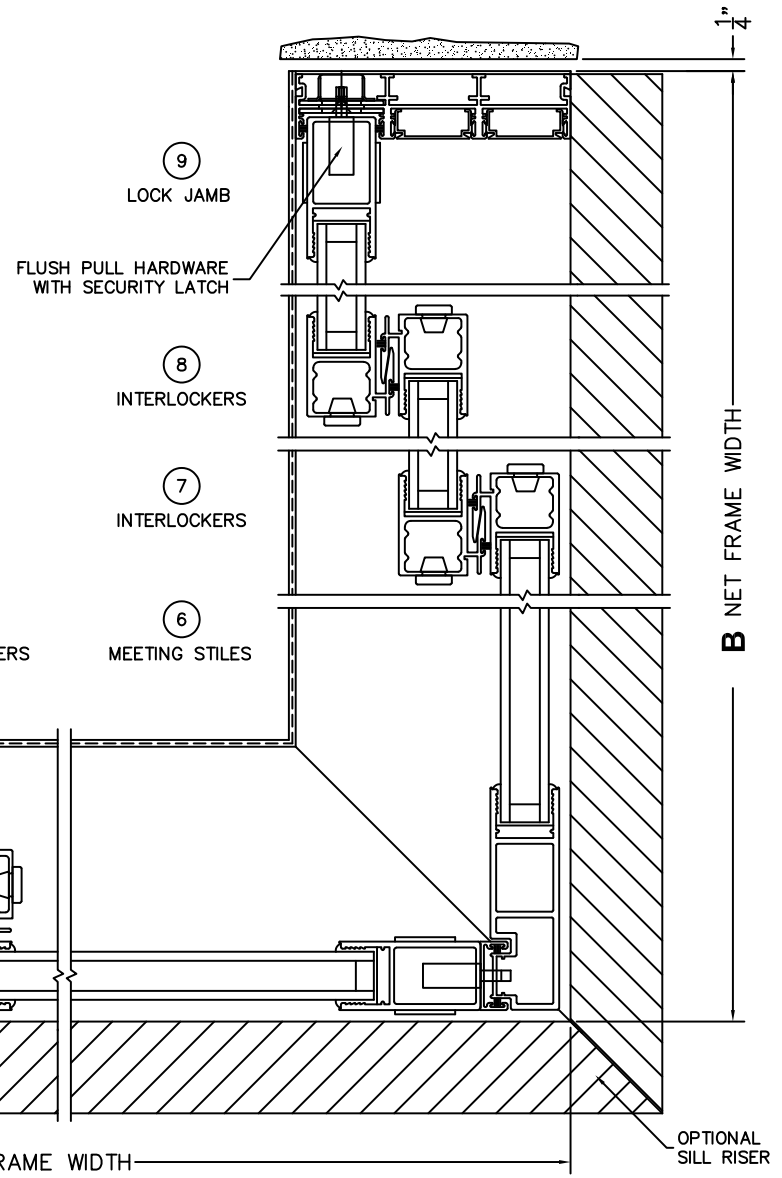 1/4"
9
LOCK JAMB
FLUSH PULL HARDWARE
WITH SECURITY LATCH
8
INTERLOCKERS
7
INTERLOCKERS
6
ERS
MEETING STILES
B NET FRAME WIDTH
RAME WIDTH
OPTIONAL
SILL RISER